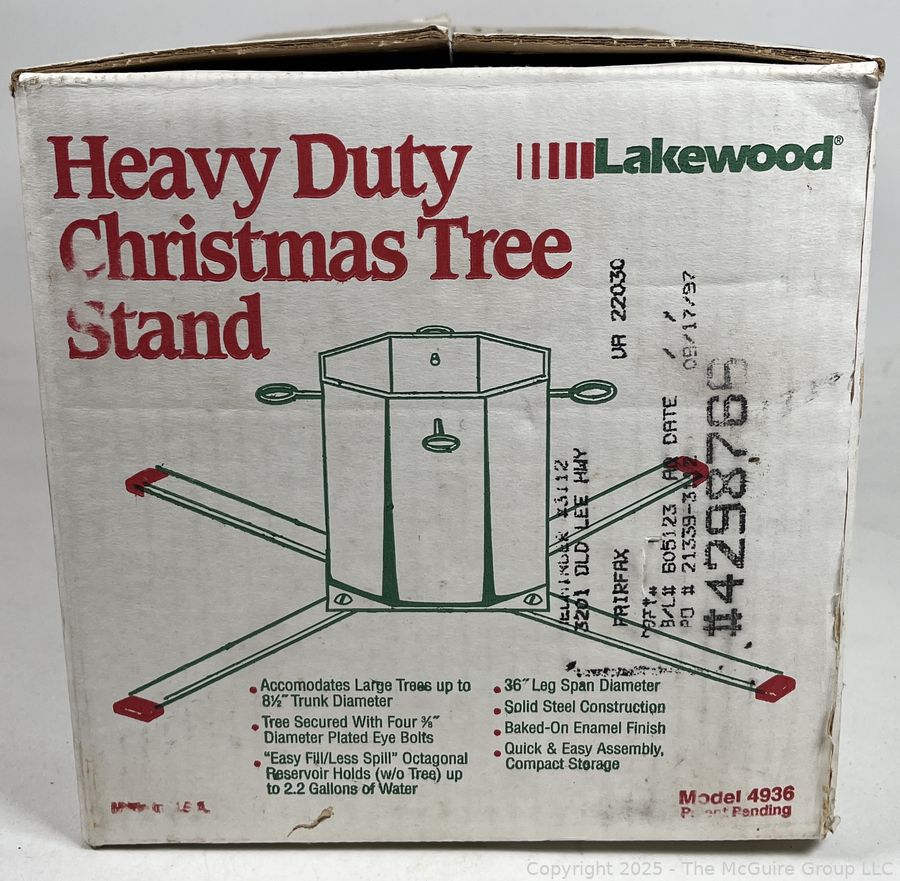 Heavy Duty
Christmas Tree
Stand
Lakewood®
VA 22030
09/17/97
#429876
3201 OLD LEE HWY
FAIRFAX
B/L# B05123 DATE
PO # 21339-
• Accomodates Large Trees up to
8½″ Trunk Diameter
• Tree Secured With Four ⅜″
Diameter Plated Eye Bolts
• "Easy Fill/Less Spill" Octagonal
Reservoir Holds (w/o Tree) up
to 2.2 Gallons of Water
• 36″ Leg Span Diameter
• Solid Steel Construction
• Baked-On Enamel Finish
• Quick & Easy Assembly,
Compact Storage
Model 4936
Patent Pending
Copyright 2025 - The McGuire Group LLC